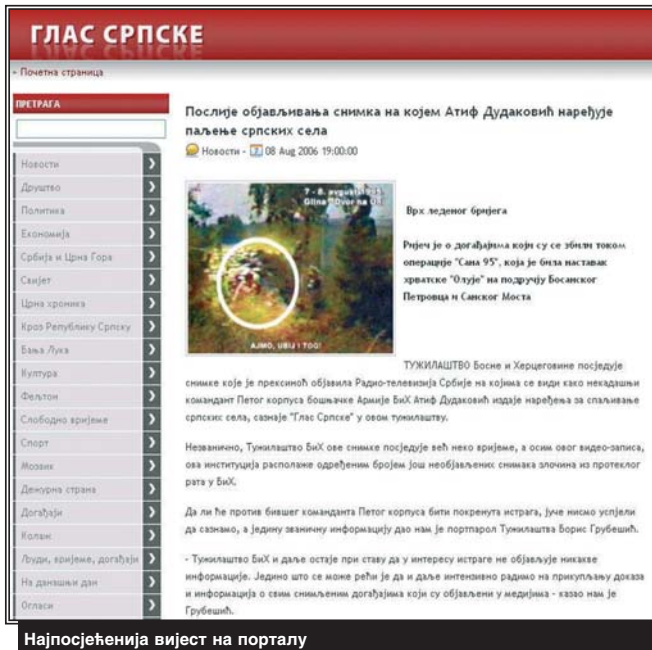 ГЛАС СРПСКЕ
Почетна страница
ПРЕТРАГА
Новости
Друштво
Политика
Економија
Србија и Црна Гора
Свијет
Црна хроника
Кроз Републику Српску
Бања Лука
Култура
Фељтон
Слободно вријеме
Спорт
Мозаик
Дежурна страна
Догађаји
Колаж
Људи, вријеме, догађаји
На данашњи дан
Огласи
Послије објављивања снимка на којем Атиф Дудаковић наређује
паљење српских села
Новости - 08 Aug 2006 19:00:00
7 - 8. avgust 1995.
Glina - Dvor na Uni
AJMO, UBIJ I TOG!
Врх леденог бријега
Ријеч је о догађајима који су се збили током
операције "Сана 95", која је била наставак
хрватске "Олује" на подручју Босанског
Петровца и Санског Моста
ТУЖИЛАШТВО Босне и Херцеговине посједује
снимке које је прексиноћ објавила Радио-телевизија Србије на којима се види како некадашњи
командант Петог корпуса бошњачке Армије БиХ Атиф Дудаковић издаје наређења за спаљивање
српских села, сазнаје "Глас Српске" у овом тужилаштву.
Незванично, Тужилаштво БиХ ове снимке посједује већ неко вријеме, а осим овог видео-записа,
ова институција располаже одређеним бројем још необјављених снимака злочина из протеклог
рата у БиХ.
Да ли ће против бившег команданта Петог корпуса бити покренута истрага, јуче нисмо успјели
да сазнамо, а једину званичну информацију дао нам је портпарол Тужилаштва Борис Грубешић.
- Тужилаштво БиХ и даље остаје при ставу да у интересу истраге не објављује никакве
информације. Једино што се може рећи је да и даље интензивно радимо на прикупљању доказа
и информација о свим снимљеним догађајима који су објављени у медијима - казао нам је
Грубешић.
Најпосјећенија вијест на порталу